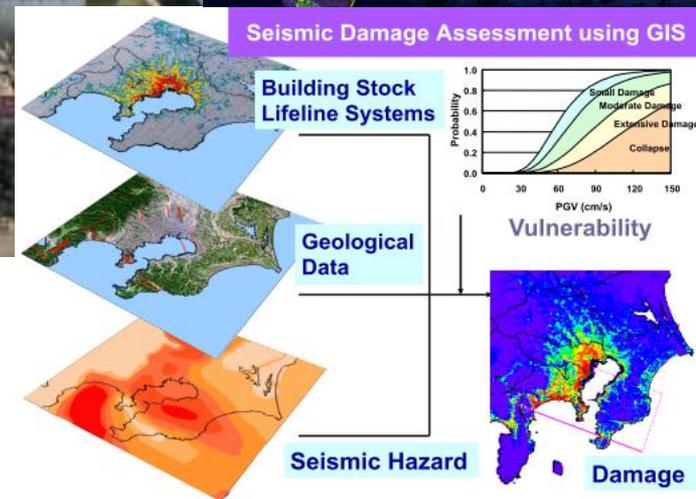 Seismic Damage Assessment using GIS
Building Stock
Lifeline Systems
Geological
Data
Seismic Hazard
Probability
1.0
0.8
0.6
0.4
0.2
0.0
Small Damage
Moderate Damage
Extensive Damage
Collapse
0 30 60 90 120 150
PGV (cm/s)
Vulnerability
Damage